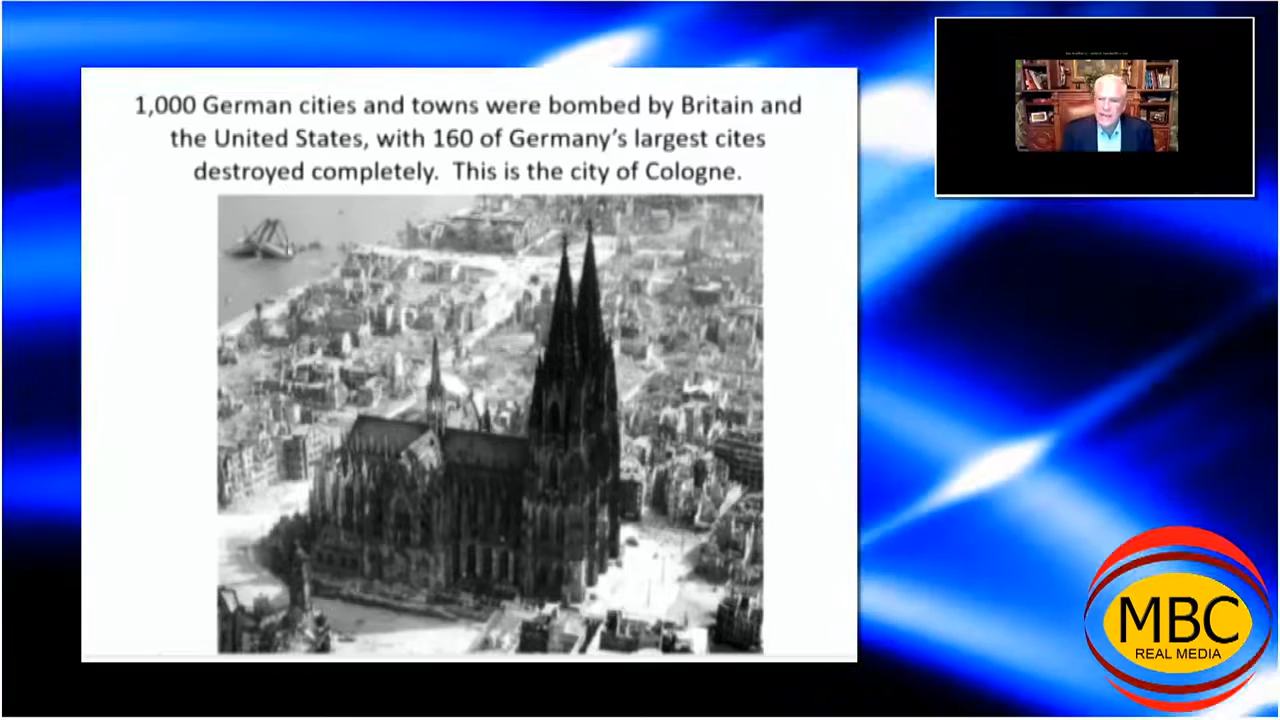 1,000 German cities and towns were bombed by Britain and
the United States, with 160 of Germany's largest cites
destroyed completely.  This is the city of Cologne.
MBC
REAL MEDIA